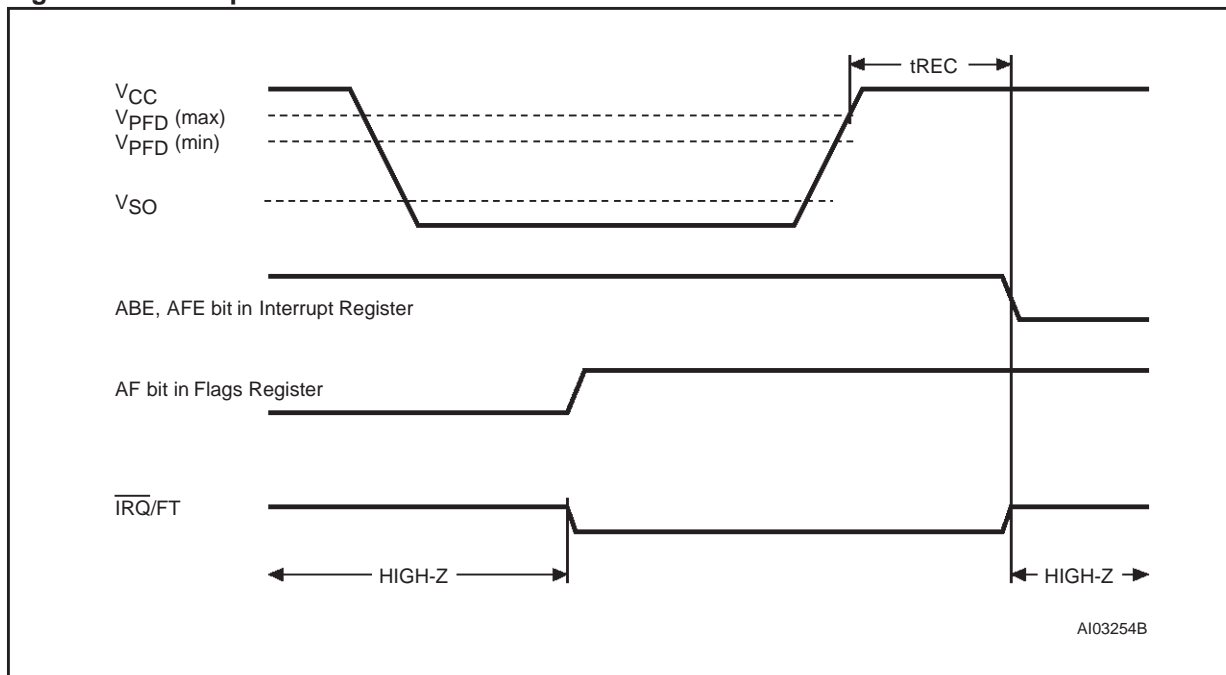 tREC
VCC
VPFD (max)
VPFD (min)
VSO
ABE, AFE bit in Interrupt Register
AF bit in Flags Register
IRQ/FT
HIGH-Z
HIGH-Z
AI03254B